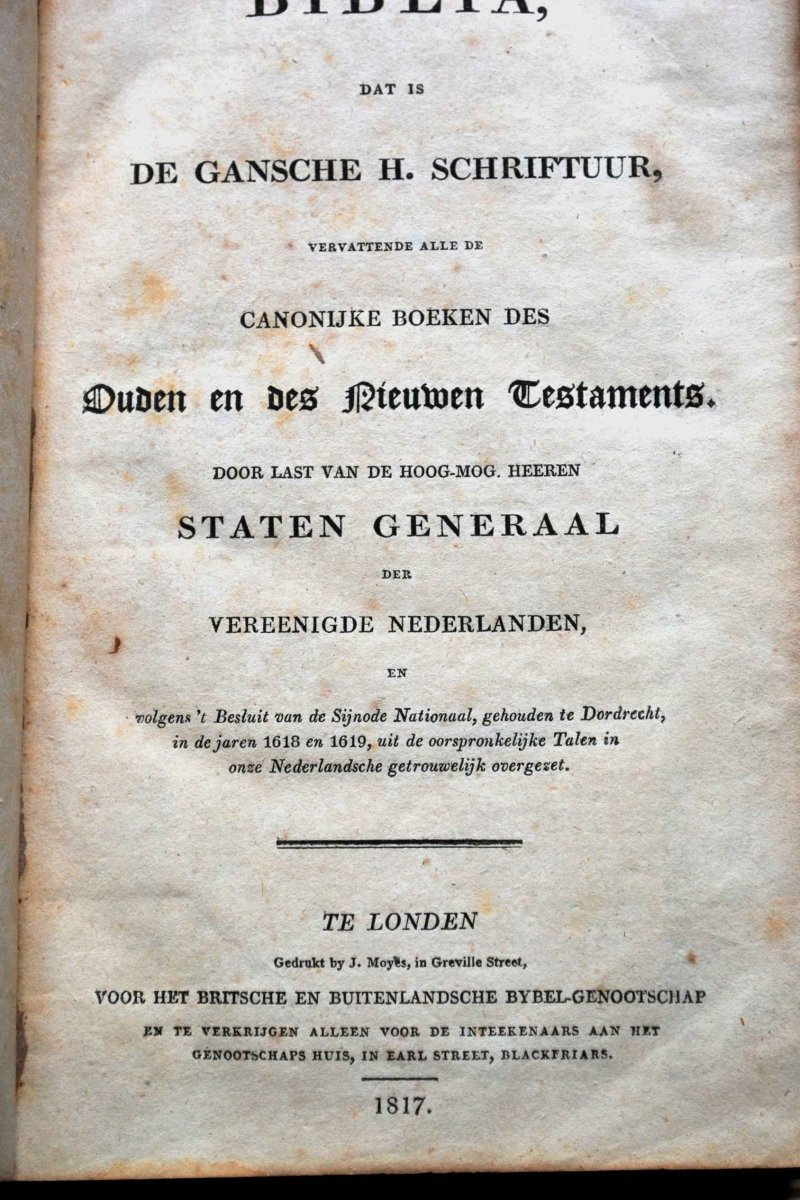 BIBLIA,
DAT IS
DE GANSCHE H. SCHRIFTUUR,
VERVATTENDE ALLE DE
CANONIJKE BOEKEN DES
Ouden en des Nieuwen Testaments.
DOOR LAST VAN DE HOOG-MOG. HEEREN
STATEN GENERAAL
DER
VEREENIGDE NEDERLANDEN,
EN
volgens 't Besluit van de Sijnode Nationaal, gehouden te Dordrecht,
in de jaren 1618 en 1619, uit de oorspronkelijke Talen in
onze Nederlandsche getrouwelijk overgezet.
TE LONDEN
Gedrukt by J. Moyes, in Greville Street,
VOOR HET BRITSCHE EN BUITENLANDSCHE BYBEL-GENOOTSCHAP
EN TE VERKRIJGEN ALLEEN VOOR DE INTEEKENAARS AAN HET
GENOOTSCHAPS HUIS, IN EARL STREET, BLACKFRIARS.
1817.